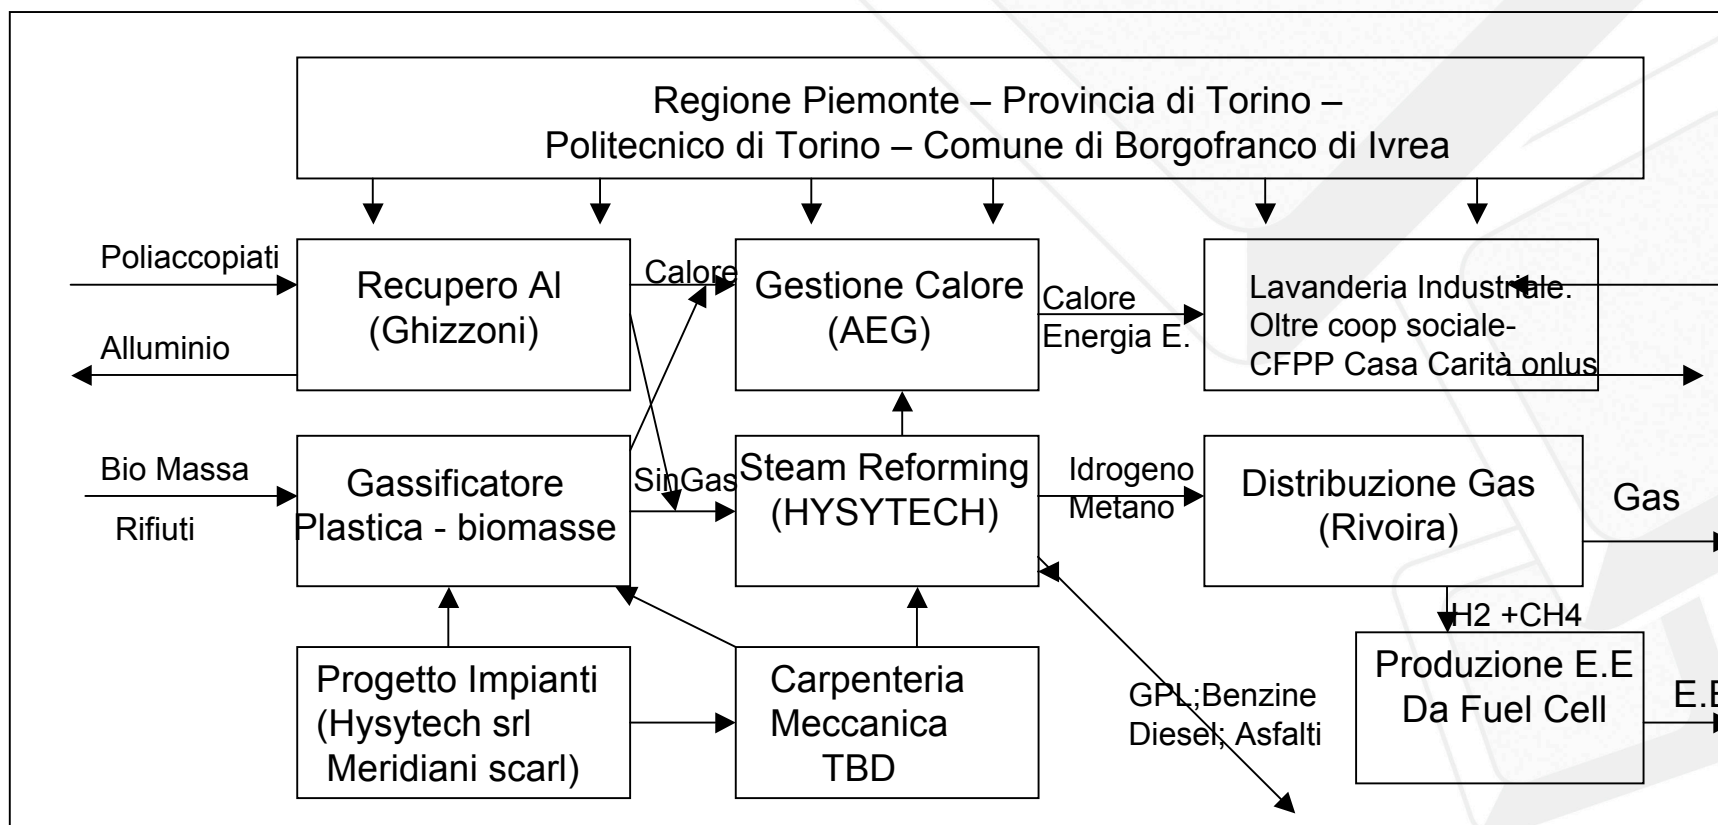 Regione Piemonte – Provincia di Torino –
Politecnico di Torino – Comune di Borgofranco di Ivrea
Poliaccopiati
Alluminio
Recupero Al
(Ghizzoni)
Calore
Gestione Calore
(AEG)
Calore
Energia E.
Lavanderia Industriale.
Oltre coop sociale-
CFPP Casa Carità onlus
Bio Massa
Rifiuti
Gassificatore
Plastica - biomasse
SinGas
Steam Reforming
(HYSYTECH)
Idrogeno
Metano
Distribuzione Gas
(Rivoira)
Gas
H2 +CH4
Progetto Impianti
(Hysytech srl
Meridiani scarl)
Carpenteria
Meccanica
TBD
GPL;Benzine
Diesel; Asfalti
Produzione E.E
Da Fuel Cell
E.E